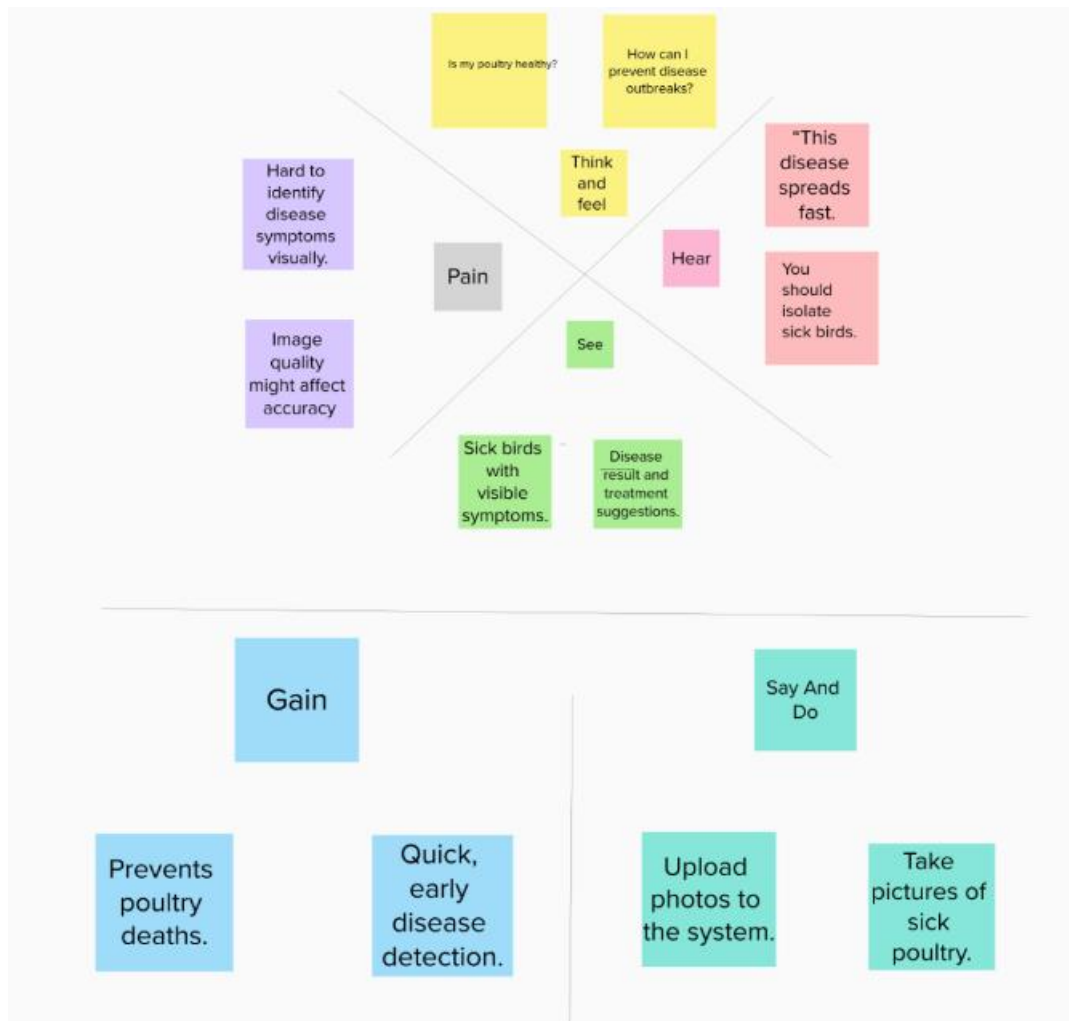 Is my poultry healthy?
How can I
prevent disease
outbreaks?
Think
and
feel
"This
disease
spreads
fast.
Hard to
identify
disease
symptoms
visually.
Pain
Hear
You
should
isolate
sick birds.
Image
quality
might affect
accuracy
See
Sick birds
with
visible
symptoms.
Disease
result and
treatment
suggestions.
Gain
Say And
Do
Prevents
poultry
deaths.
Quick,
early
disease
detection.
Upload
photos to
the system.
Take
pictures of
sick
poultry.